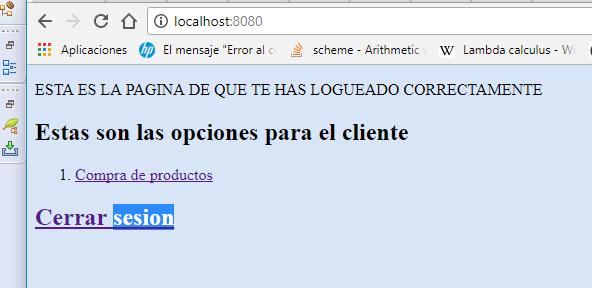 localhost:8080
Aplicaciones El mensaje "Error al c scheme - Arithmetic Lambda calculus - Wi
ESTA ES LA PAGINA DE QUE TE HAS LOGUEADO CORRECTAMENTE
Estas son las opciones para el cliente
1. Compra de productos
Cerrar sesion